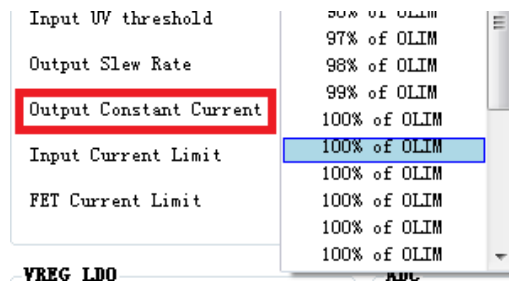 Input UV threshold
Output Slew Rate
Output Constant Current
Input Current Limit
FET Current Limit
VREG LDO
of OLIM
97% of OLIM
98% of OLIM
99% of OLIM
100% of OLIM
100% of OLIM
100% of OLIM
100% of OLIM
100% of OLIM
100% of OLIM
ADC